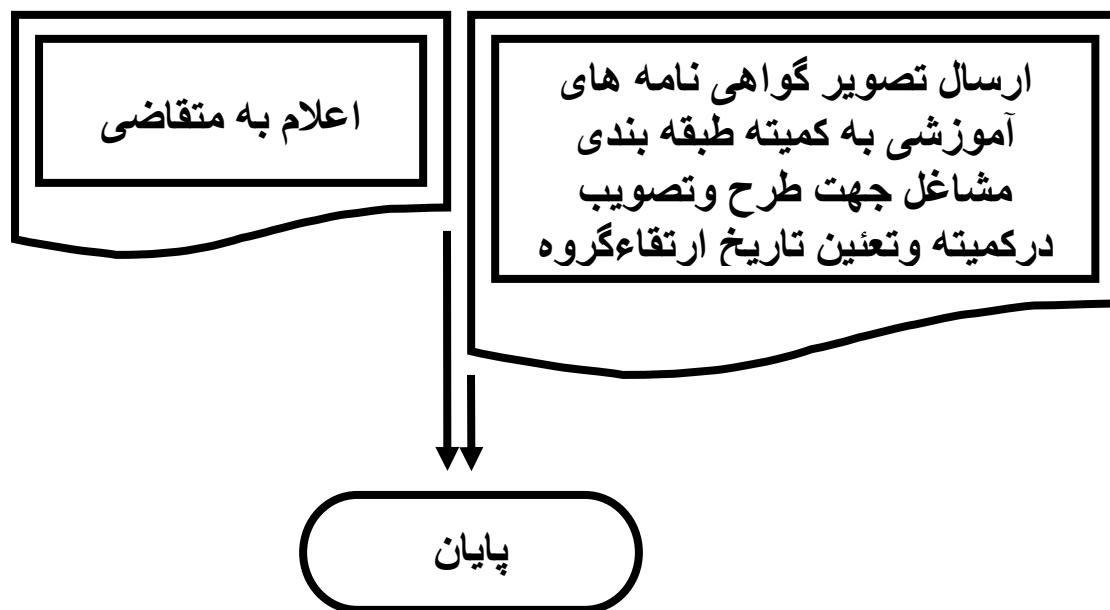 ارسال تصویر گواهی نامه های
آموزشی به کمیته طبقه بندی
مشاغل جهت طرح وتصویب
درکمیته وتعئین تاریخ ارتقاءگروه
اعلام به متقاضی
پایان